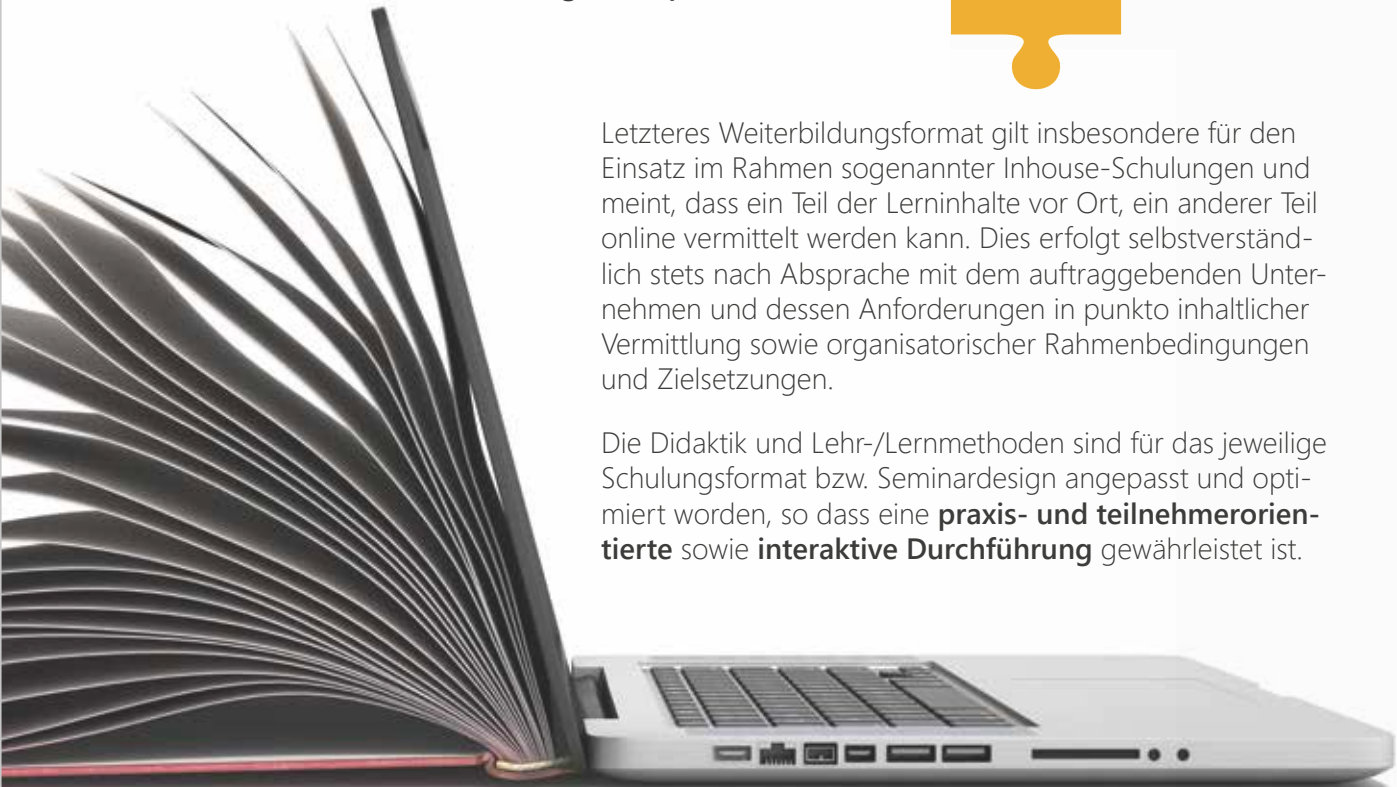 Letzteres Weiterbildungsformat gilt insbesondere für den
Einsatz im Rahmen sogenannter Inhouse-Schulungen und
meint, dass ein Teil der Lerninhalte vor Ort, ein anderer Teil
online vermittelt werden kann. Dies erfolgt selbstverständ-
lich stets nach Absprache mit dem auftraggebenden Unter-
nehmen und dessen Anforderungen in punkto inhaltlicher
Vermittlung sowie organisatorischer Rahmenbedingungen
und Zielsetzungen.
Die Didaktik und Lehr-/Lernmethoden sind für das jeweilige
Schulungsformat bzw. Seminardesign angepasst und opti-
miert worden, so dass eine praxis- und teilnehmerorien-
tierte sowie interaktive Durchführung gewährleistet ist.